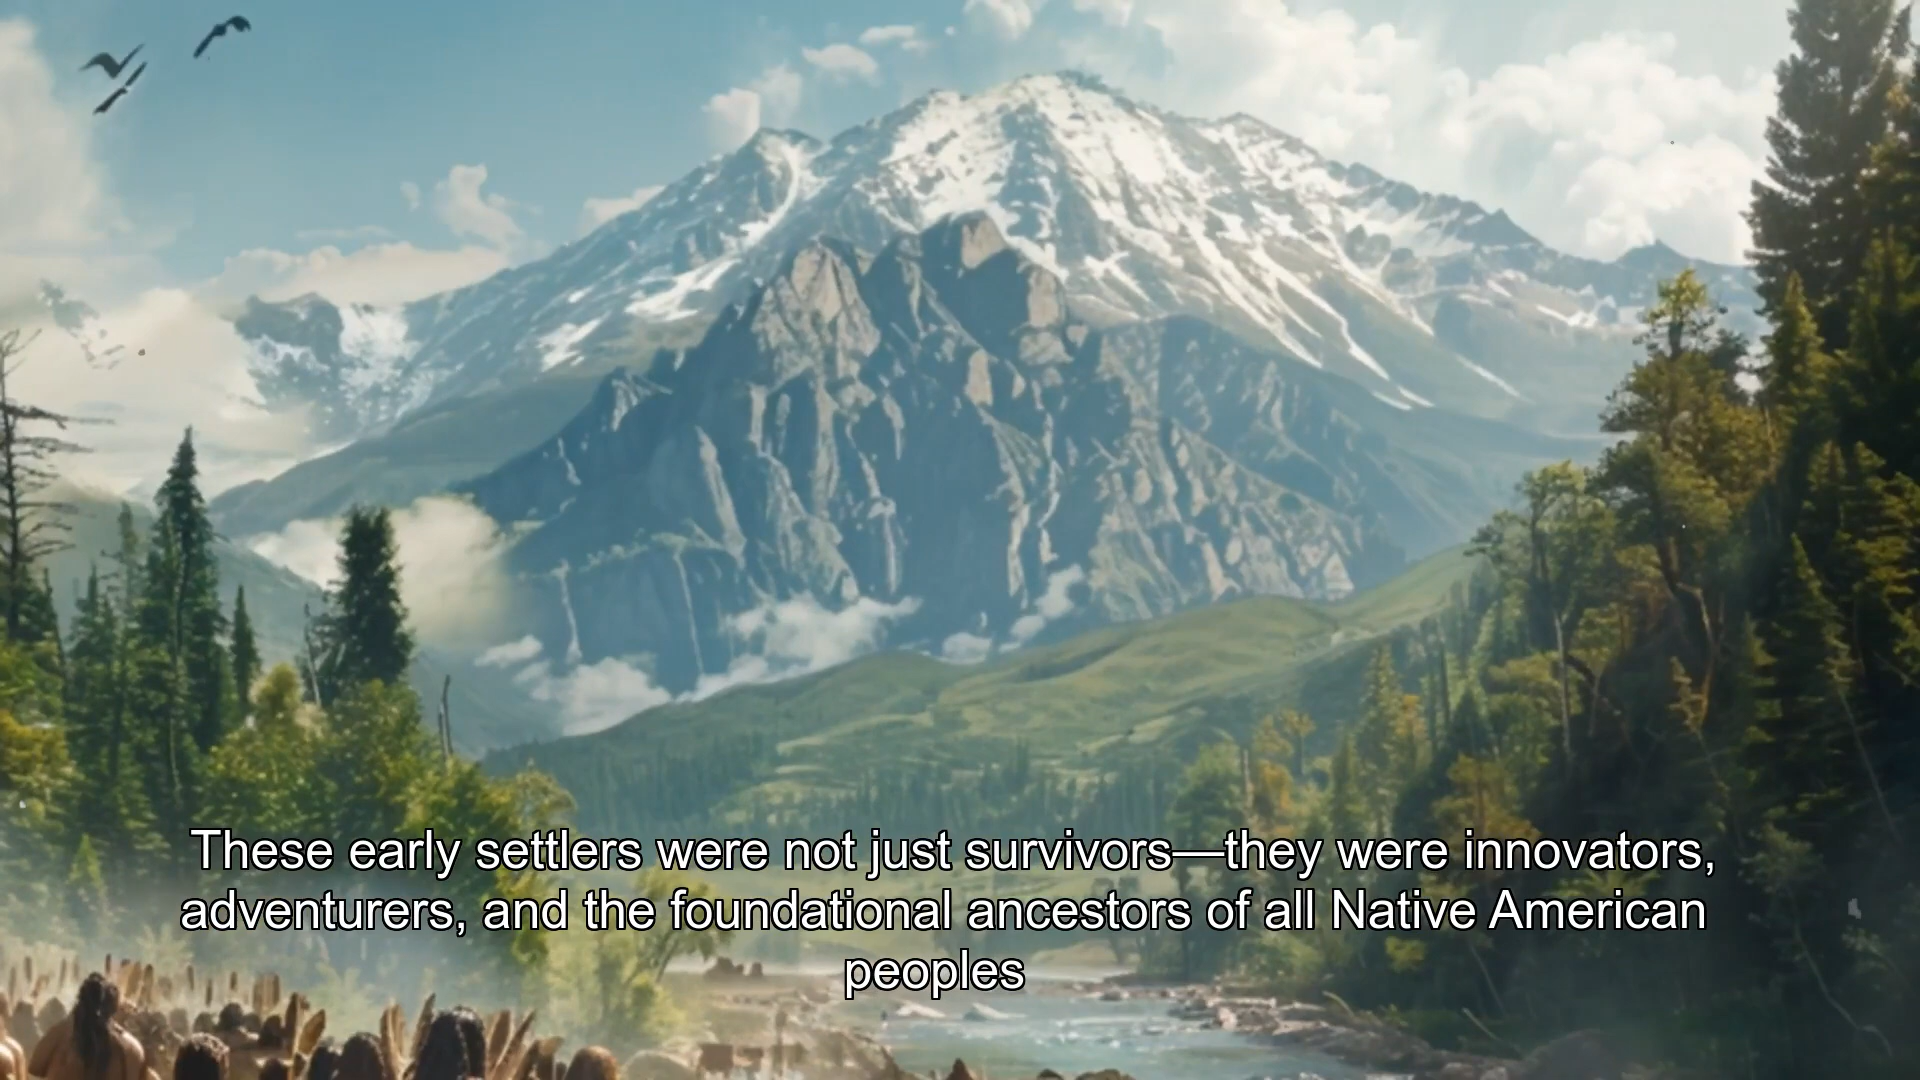 These early settlers were not just survivors—they were innovators,
adventurers, and the foundational ancestors of all Native American
peoples